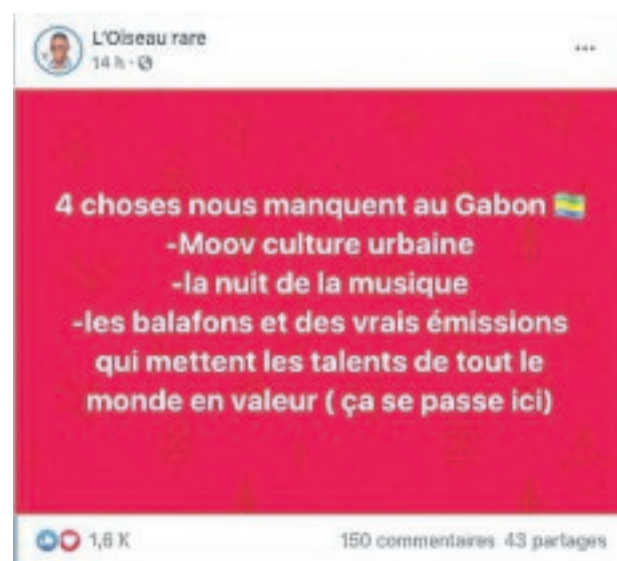 L'Oiseau rare
14 h ·
...
4 choses nous manquent au Gabon 🇬🇦
-Moov culture urbaine
-la nuit de la musique
-les balafons et des vrais émissions
qui mettent les talents de tout le
monde en valeur ( ça se passe ici)
1,6 K
150 commentaires 43 partages